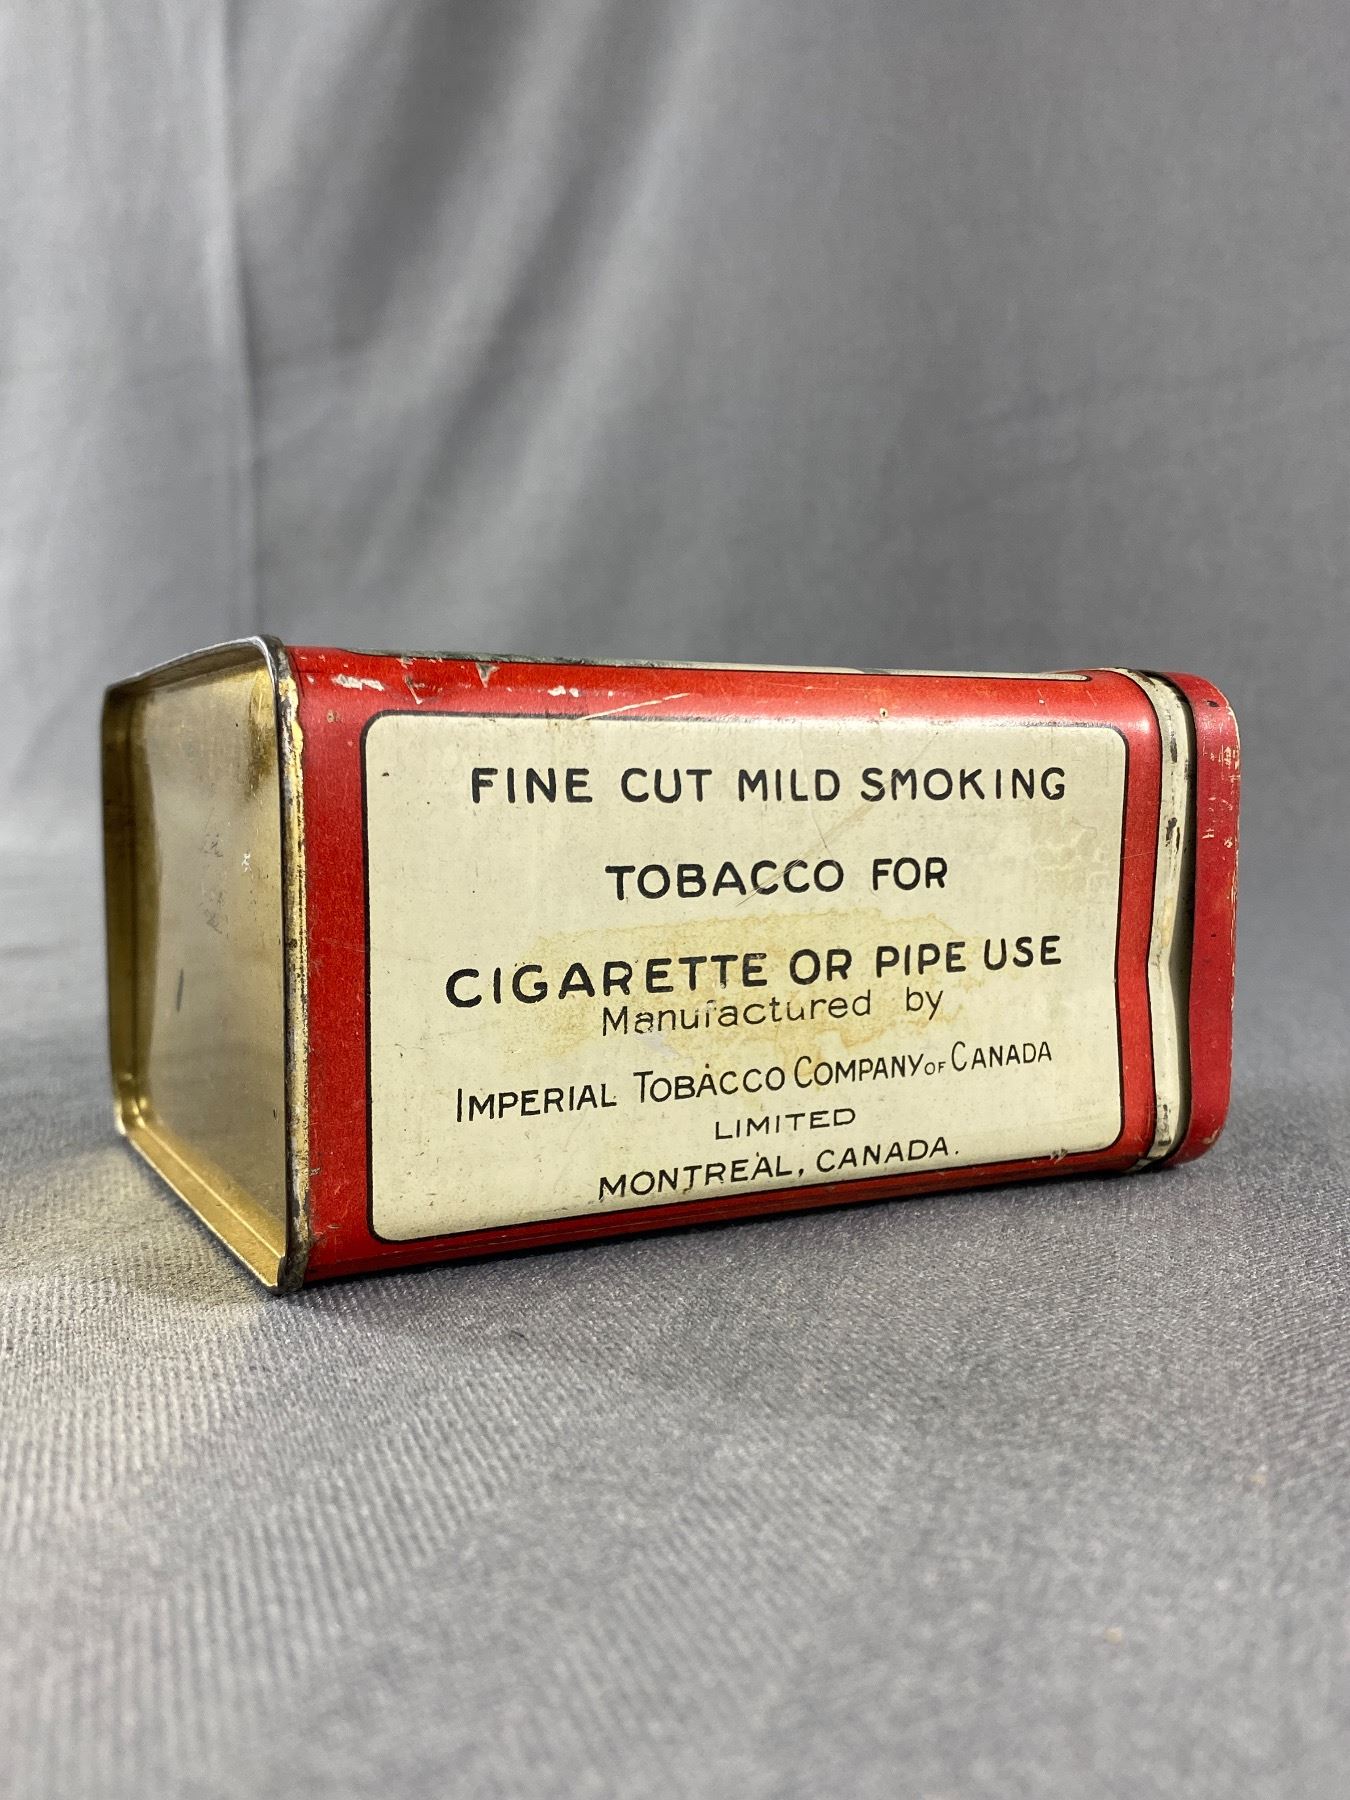 FINE CUT MILD SMOKING
TOBACCO FOR
CIGARETTE OR PIPE USE
Manufactured by
IMPERIAL TOBACCO COMPANY OF CANADA
LIMITED
MONTREAL, CANADA.